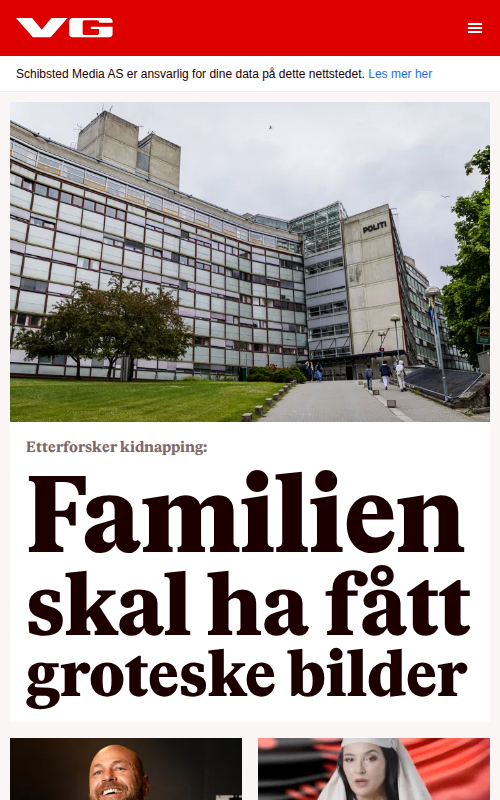 VG
Schibsted Media AS er ansvarlig for dine data på dette nettstedet. Les mer her
POLITI
Etterforsker kidnapping:
Familien
skal ha fått
groteske bilder